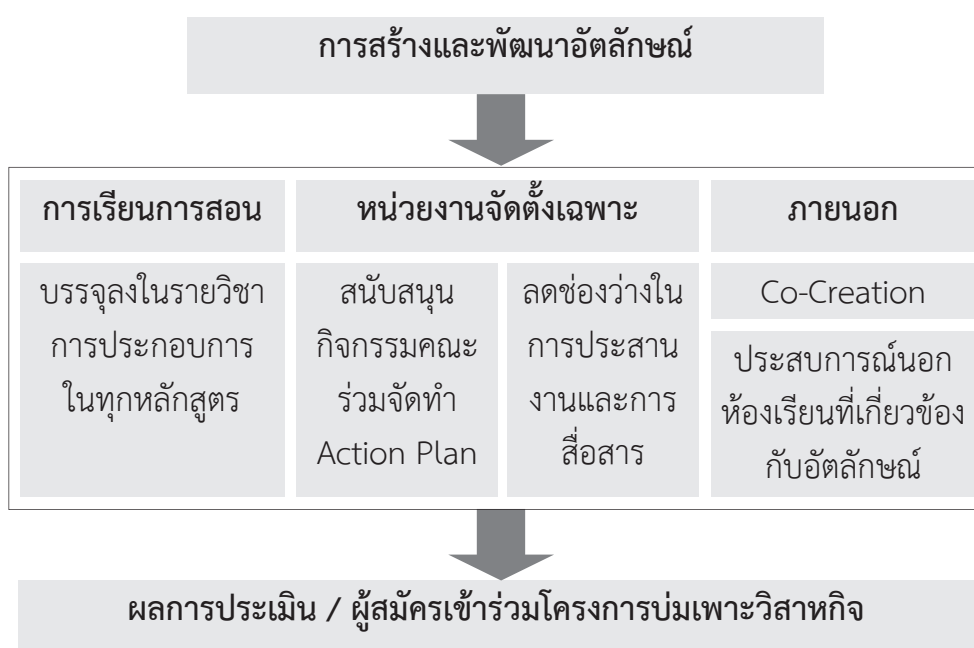 การสร้างและพัฒนาอัตลักษณ์
การเรียนการสอน
บรรจุลงในรายวิชา
การประกอบการ
ในทุกหลักสูตร
หน่วยงานจัดตั้งเฉพาะ
สนับสนุน
กิจกรรมคณะ
ร่วมจัดทำ
Action Plan
ลดช่องว่างใน
การประสาน
งานและการ
สื่อสาร
ภายนอก
Co-Creation
ประสบการณ์นอก
ห้องเรียนที่เกี่ยวข้อง
กับอัตลักษณ์
ผลการประเมิน / ผู้สมัครเข้าร่วมโครงการบ่มเพาะวิสาหกิจ